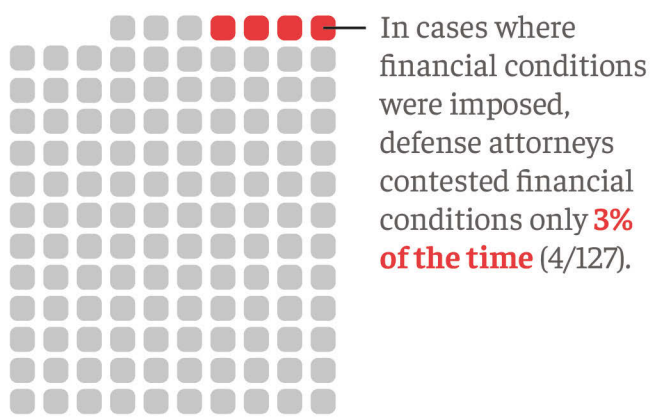 In cases where
financial conditions
were imposed,
defense attorneys
contested financial
conditions only 3%
of the time (4/127).